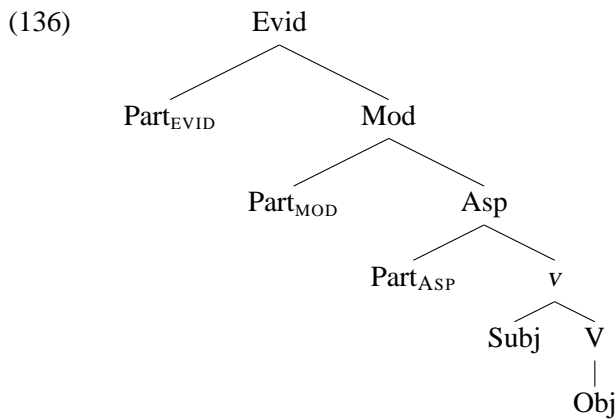 (136) Evid
Part_EVID Mod
Part_MOD Asp
Part_ASP v
Subj V
Obj